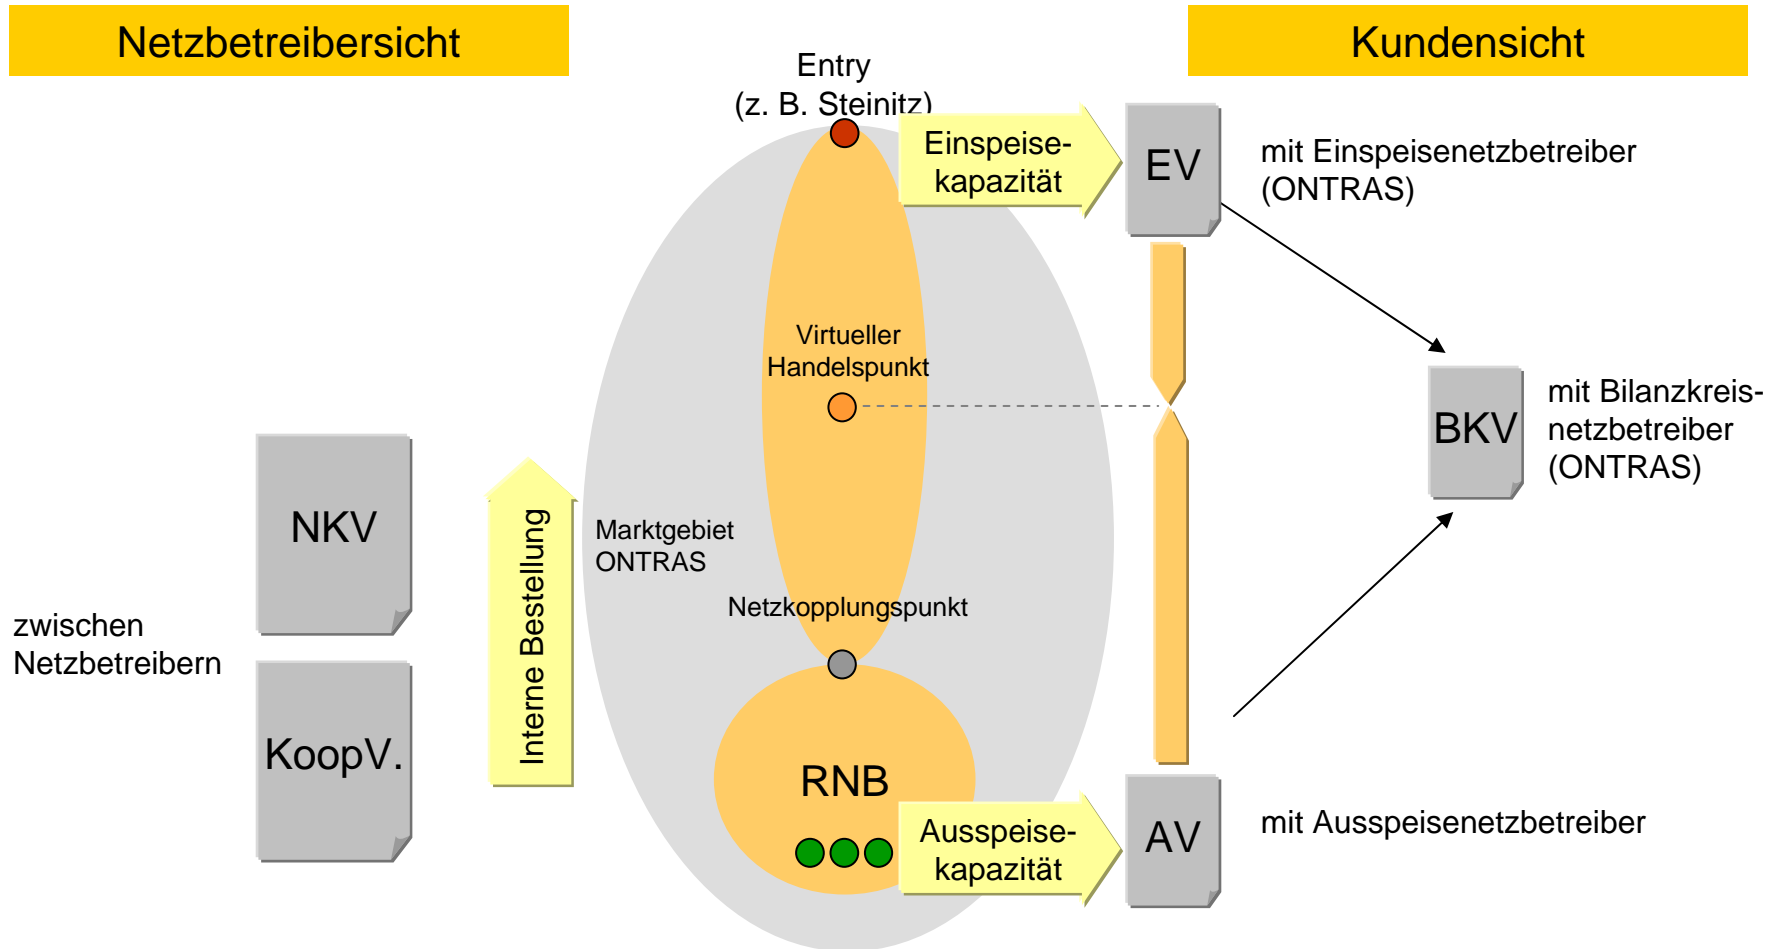 Netzbetreibersicht
Kundensicht
Entry
(z. B. Steinitz)
Einspeise-
kapazität
EV
mit Einspeisenetzbetreiber
(ONTRAS)
Virtueller
Handelspunkt
BKV
mit Bilanzkreis-
netzbetreiber
(ONTRAS)
NKV
Interne Bestellung
Marktgebiet
ONTRAS
Netzkopplungspunkt
zwischen
Netzbetreibern
KoopV.
RNB
Ausspeise-
kapazität
AV
mit Ausspeisenetzbetreiber